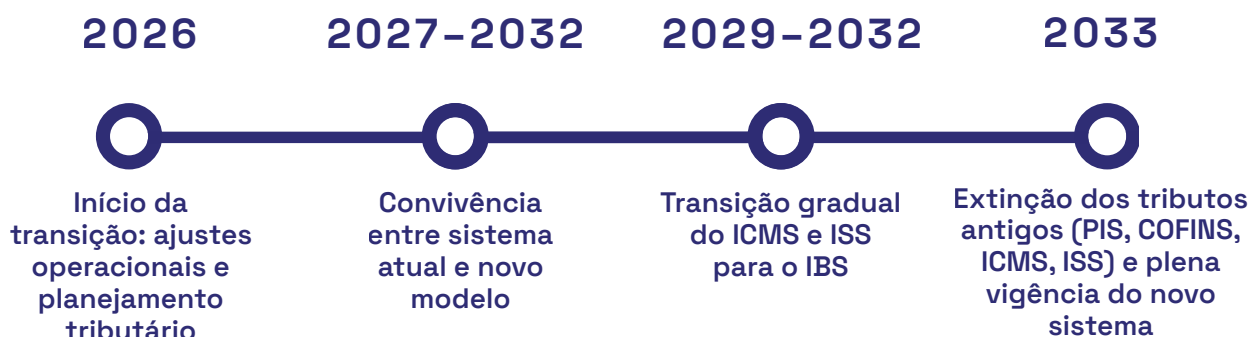 2026
Início da
transição: ajustes
operacionais e
planejamento
tributário
2027–2032
Convivência
entre sistema
atual e novo
modelo
2029–2032
Transição gradual
do ICMS e ISS
para o IBS
2033
Extinção dos tributos
antigos (PIS, COFINS,
ICMS, ISS) e plena
vigência do novo
sistema